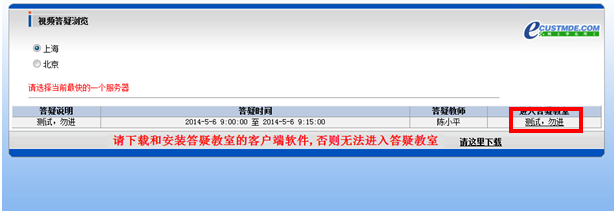 视频答疑浏览
eCUSTMDE.COM
上海
北京
请选择当前最快的一个服务器
答疑说明 答疑时间 答疑教师 进入答疑教室
测试，勿进 2014-5-6 9:00:00 至 2014-5-6 9:15:00 陈小平 测试，勿进
请下载和安装答疑教室的客户端软件,否则无法进入答疑教室 请这里下载